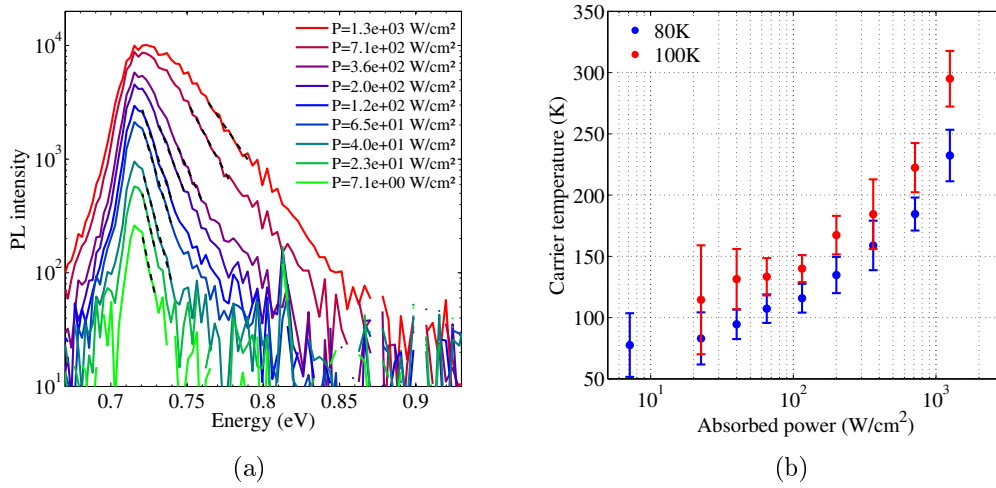 10⁴
10³
10²
10¹
PL intensity
P=1.3e+03 W/cm²
P=7.1e+02 W/cm²
P=3.6e+02 W/cm²
P=2.0e+02 W/cm²
P=1.2e+02 W/cm²
P=6.5e+01 W/cm²
P=4.0e+01 W/cm²
P=2.3e+01 W/cm²
P=7.1e+00 W/cm²
0.7 0.75 0.8 0.85 0.9
Energy (eV)
(a)
350
300
250
200
150
100
50
Carrier temperature (K)
80K
100K
10¹ 10² 10³
Absorbed power (W/cm²)
(b)